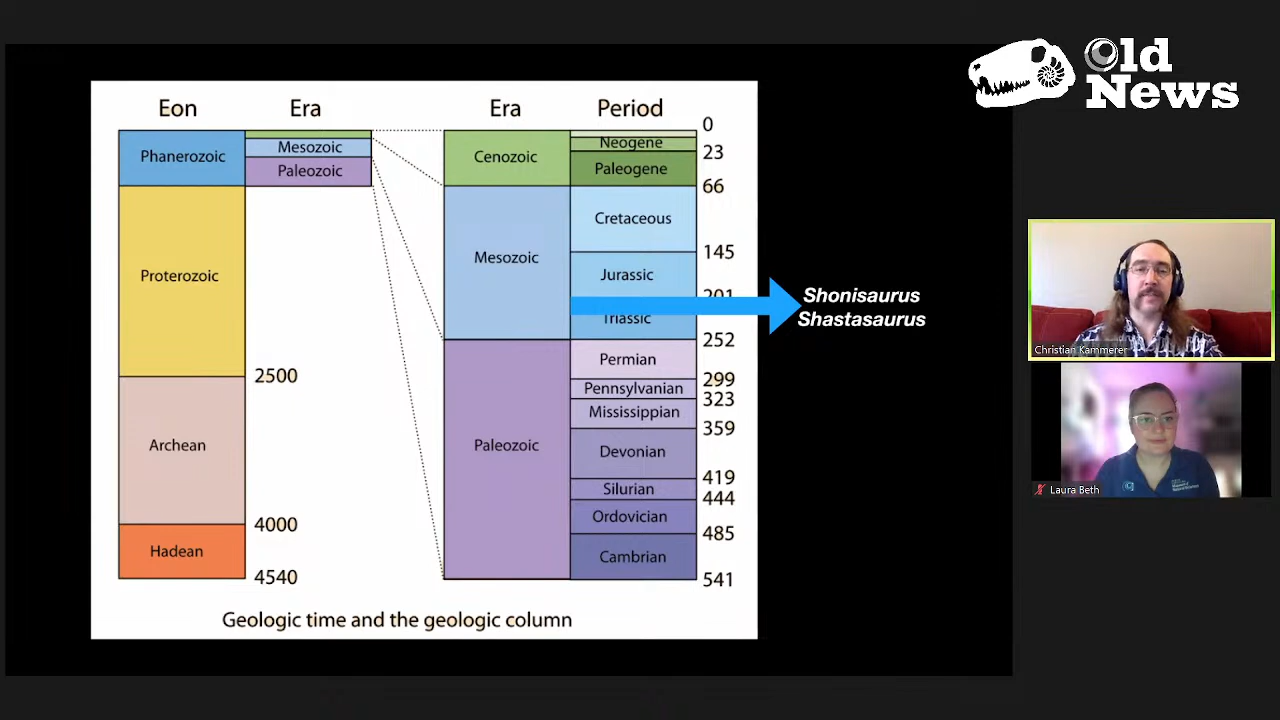 Old
News
Eon
Era
Era
Period
Phanerozoic
Mesozoic
Paleozoic
Proterozoic
2500
Archean
4000
Hadean
4540
Cenozoic
Mesozoic
Paleozoic
0
Neogene
23
Paleogene
66
Cretaceous
145
Jurassic
201
Triassic
252
Permian
299
Pennsylvanian
323
Mississippian
359
Devonian
419
Silurian
444
Ordovician
485
Cambrian
541
Geologic time and the geologic column
Shonisaurus
Shastasaurus
Christian Kammerer
Laura Beth